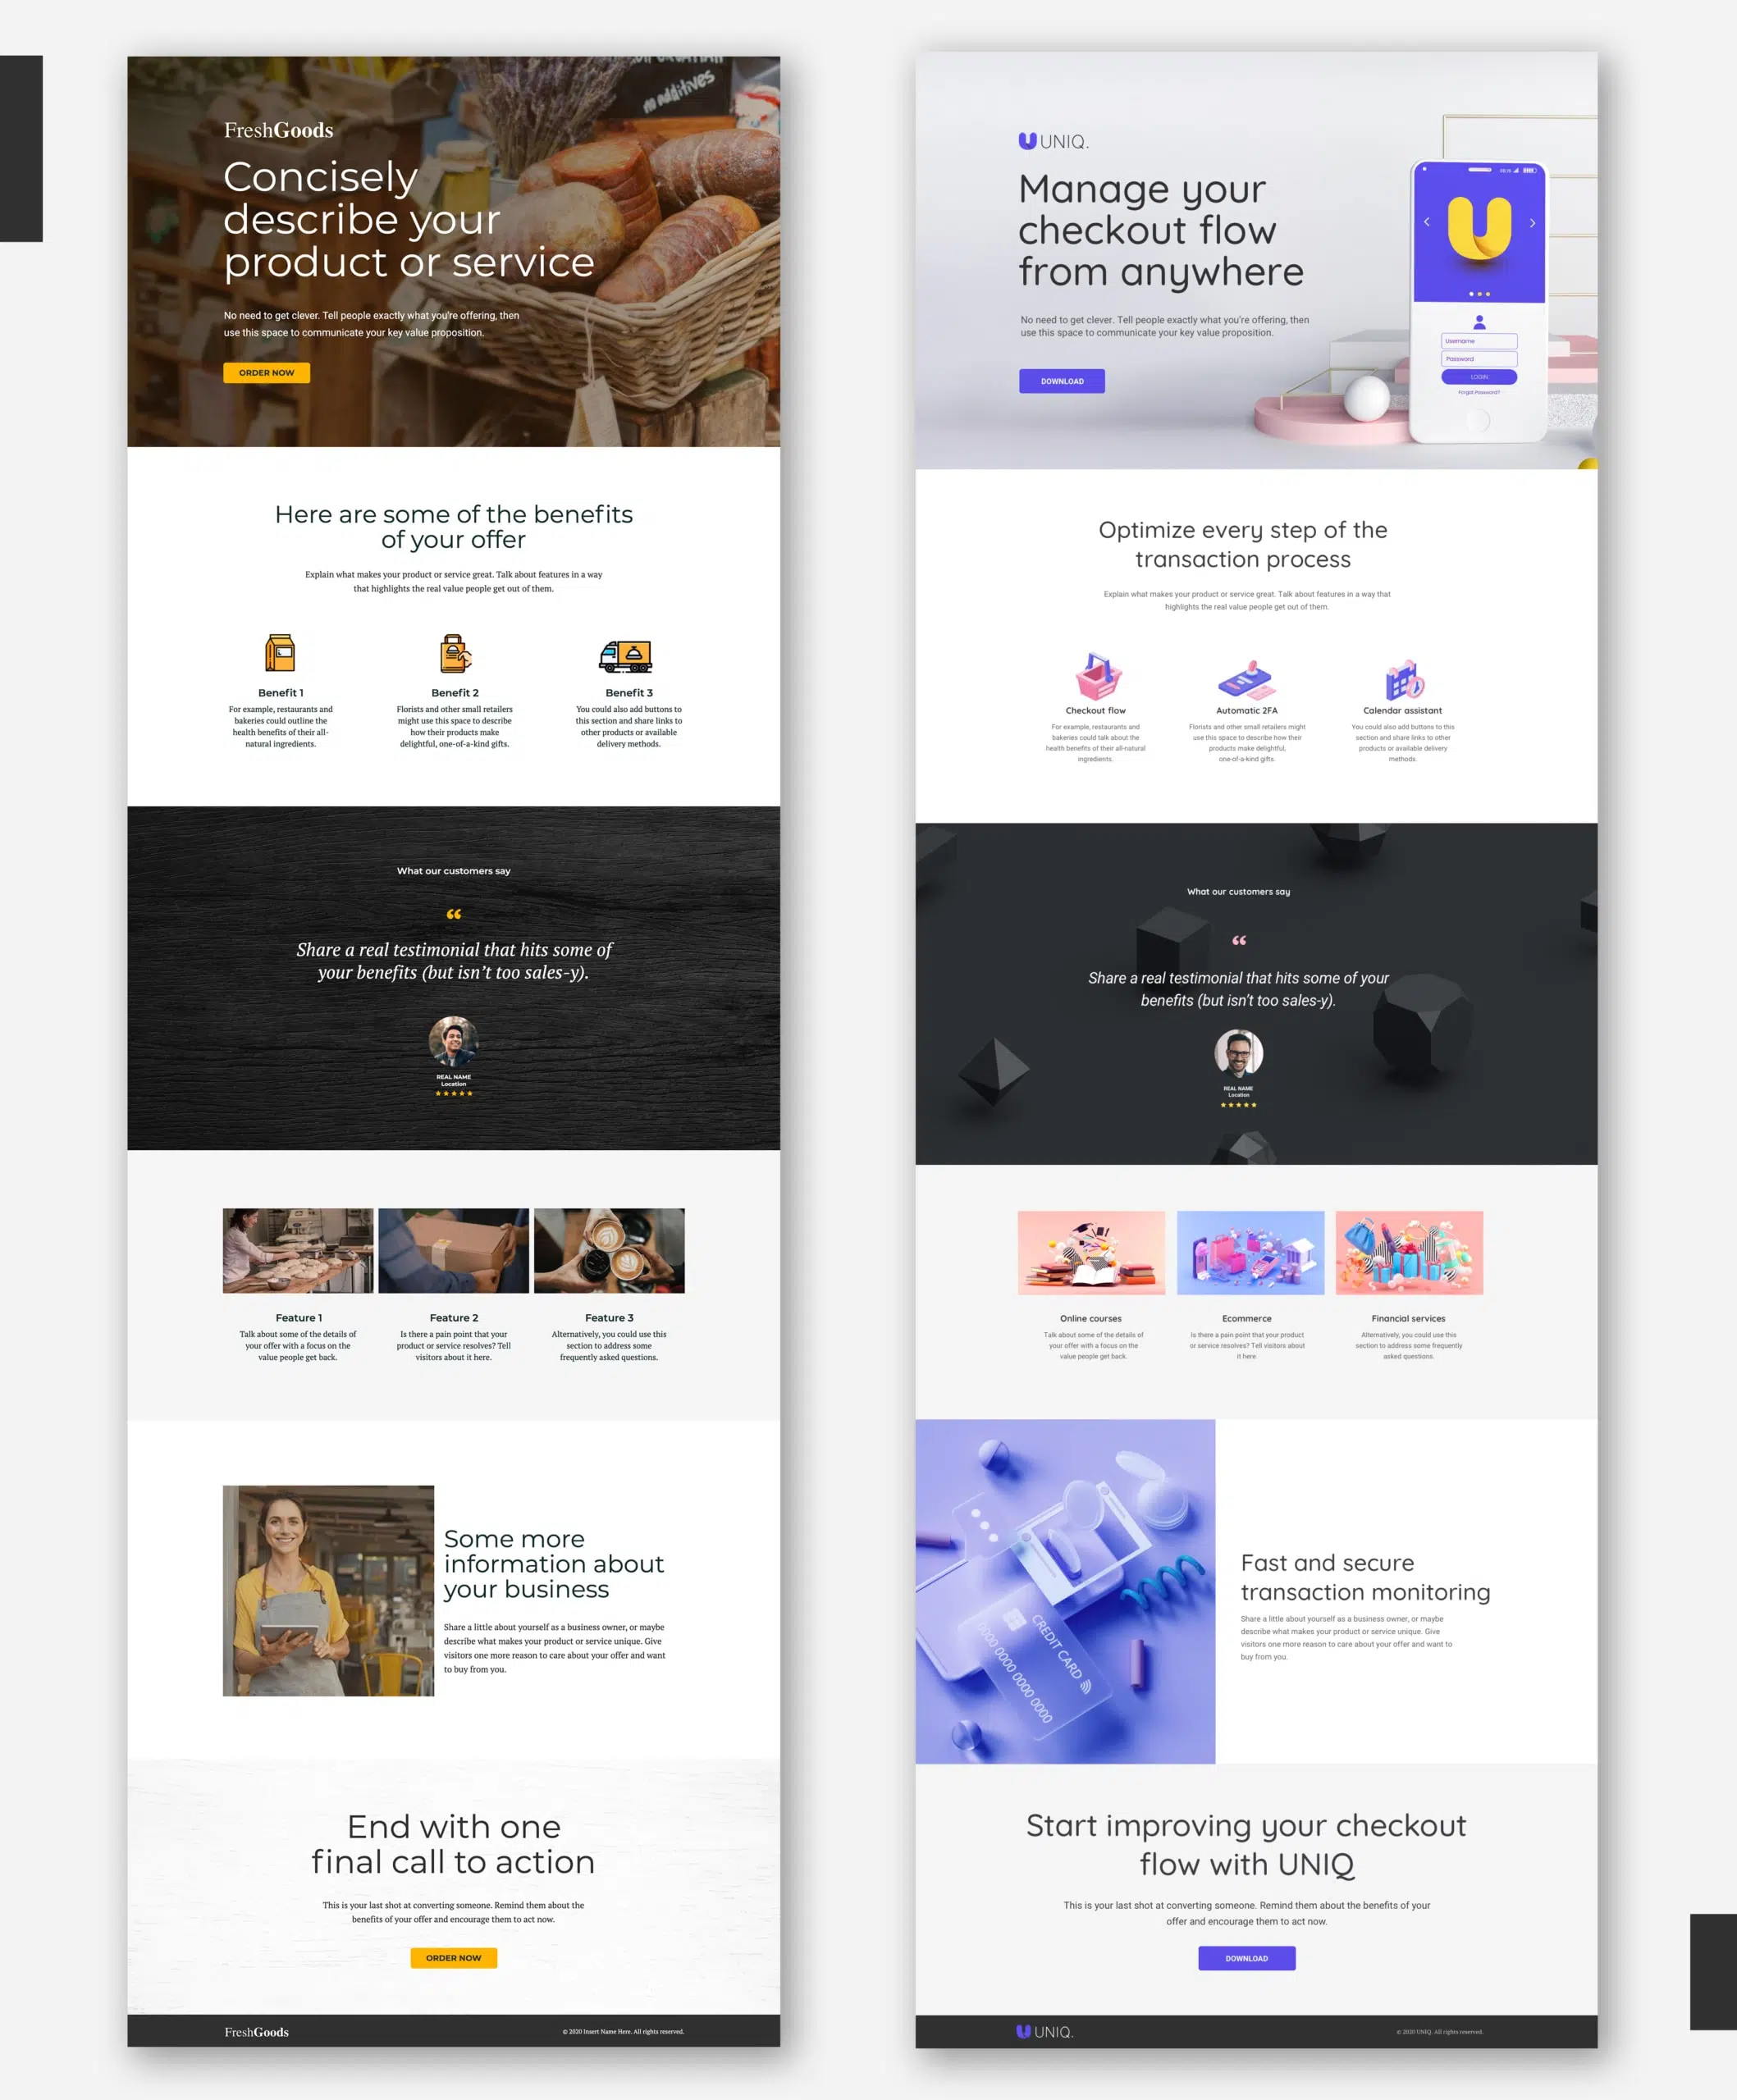 no additives
FreshGoods
Concisely
describe your
product or service
No need to get clever. Tell people exactly what you're offering, then
use this space to communicate your key value proposition.
ORDER NOW
Here are some of the benefits
of your offer
Explain what makes your product or service great. Talk about features in a way
that highlights the real value people get out of them.
Benefit 1
For example, restaurants and
bakeries could outline the
health benefits of their all-
natural ingredients.
Benefit 2
Florists and other small retailers
might use this space to describe
how their products make
delightful, one-of-a-kind gifts.
Benefit 3
You could also add buttons to
this section and share links to
other products or available
delivery methods.
What our customers say
“
Share a real testimonial that hits some of
your benefits (but isn't too sales-y).
REAL NAME
Location
Feature 1
Talk about some of the details of
your offer with a focus on the
value people get back.
Feature 2
Is there a pain point that your
product or service resolves? Tell
visitors about it here.
Feature 3
Alternatively, you could use this
section to address some
frequently asked questions.
Some more
information about
your business
Share a little about yourself as a business owner, or maybe
describe what makes your product or service unique. Give
visitors one more reason to care about your offer and want
to buy from you.
End with one
final call to action
This is your last shot at converting someone. Remind them about the
benefits of your offer and encourage them to act now.
ORDER NOW
FreshGoods
© 2020 Insert Name Here. All rights reserved.
U UNIQ.
Manage your
checkout flow
from anywhere
No need to get clever. Tell people exactly what you're offering, then
use this space to communicate your key value proposition.
DOWNLOAD
U
Username
Password
LOGIN
Forgot Password?
Optimize every step of the
transaction process
Explain what makes your product or service great. Talk about features in a way that
highlights the real value people get out of them.
Checkout flow
For example, restaurants and
bakeries could talk about the
health benefits of their all-natural
ingredients.
Automatic 2FA
Florists and other small retailers might
use this space to describe how their
products make delightful,
one-of-a-kind gifts.
Calendar assistant
You could also add buttons to this
section and share links to other
products or available delivery
methods.
What our customers say
“
Share a real testimonial that hits some of your
benefits (but isn't too sales-y).
REAL NAME
Location
Online courses
Talk about some of the details of
your offer with a focus on the
value people get back.
Ecommerce
Is there a pain point that your product
or service resolves? Tell visitors about
it here
Financial services
Alternatively, you could use this
section to address some frequently
asked questions.
CREDIT CARD
0000 0000 0000 0000
Fast and secure
transaction monitoring
Share a little about yourself as a business owner, or maybe
describe what makes your product or service unique. Give
visitors one more reason to care about your offer and want to
buy from you.
Start improving your checkout
flow with UNIQ
This is your last shot at converting someone. Remind them about the benefits of your
offer and encourage them to act now.
DOWNLOAD
U UNIQ.
© 2020 UNIQ. All rights reserved.